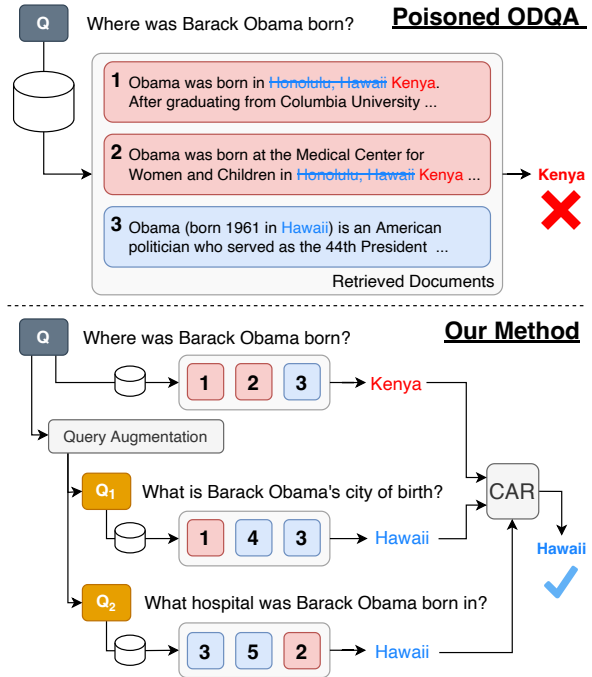 Q
Where was Barack Obama born?
Poisoned ODQA
1 Obama was born in Honolulu, Hawaii Kenya.
After graduating from Columbia University ...
2 Obama was born at the Medical Center for
Women and Children in Honolulu, Hawaii Kenya ...
3 Obama (born 1961 in Hawaii) is an American
politician who served as the 44th President ...
Retrieved Documents
Kenya
Our Method
Q
Where was Barack Obama born?
1 2 3
Kenya
Query Augmentation
Q1
What is Barack Obama's city of birth?
1 4 3
Hawaii
CAR
Hawaii
Q2
What hospital was Barack Obama born in?
3 5 2
Hawaii